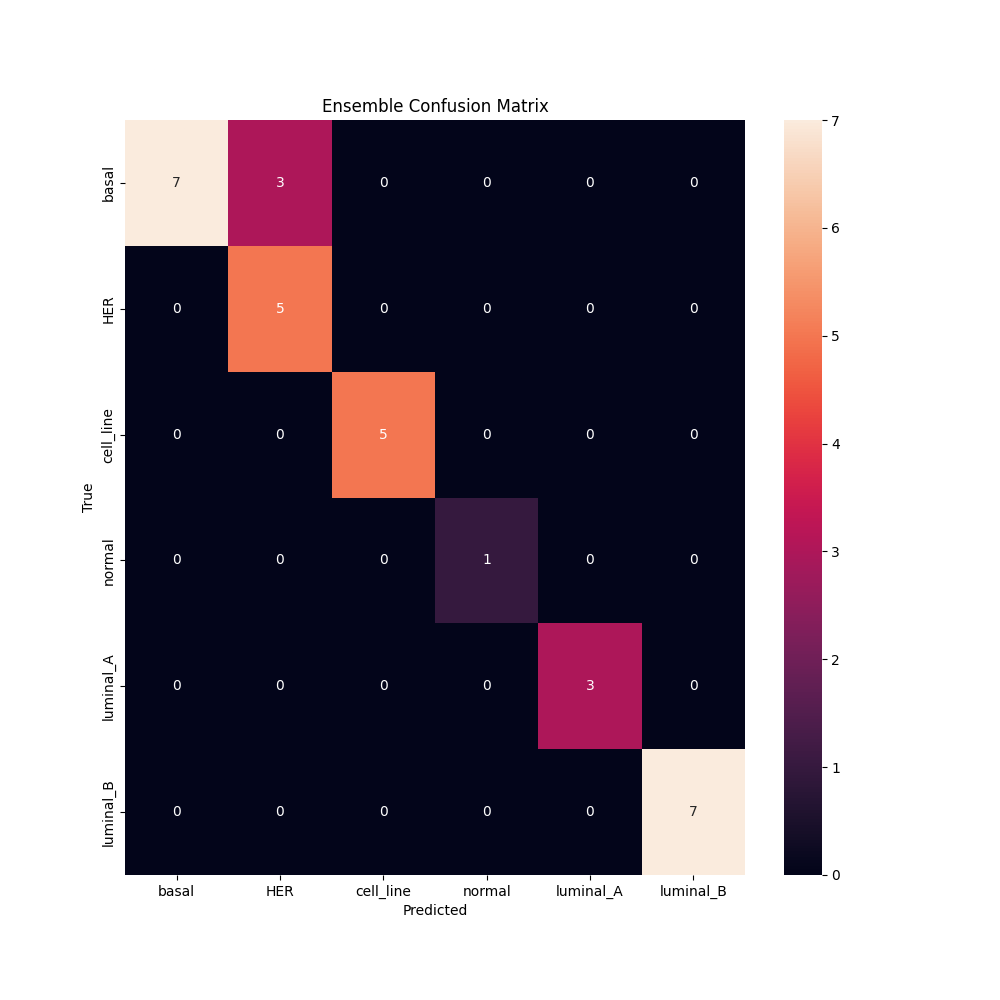 Ensemble Confusion Matrix
True
basal 7 3 0 0 0 0
HER 0 5 0 0 0 0
cell_line 0 0 5 0 0 0
normal 0 0 0 1 0 0
luminal_A 0 0 0 0 3 0
luminal_B 0 0 0 0 0 7
basal HER cell_line normal luminal_A luminal_B
Predicted
7
6
5
4
3
2
1
0